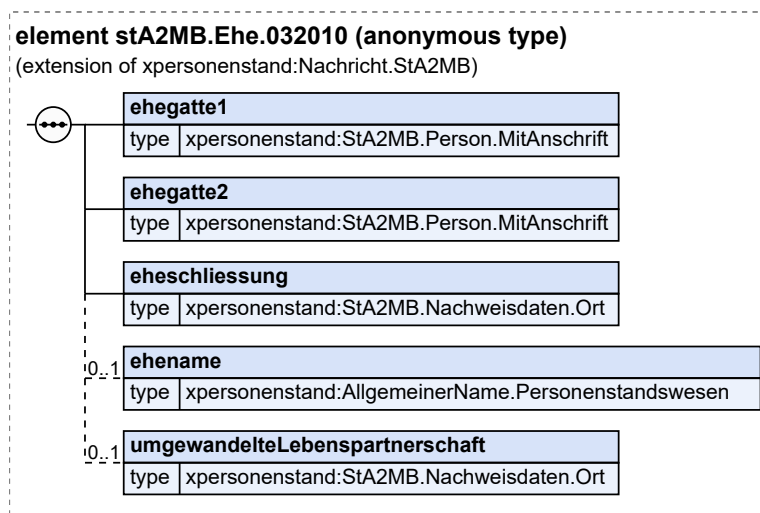 element stA2MB.Ehe.032010 (anonymous type)
(extension of xpersonenstand:Nachricht.StA2MB)
ehegatte1
type xpersonenstand:StA2MB.Person.MitAnschrift
ehegatte2
type xpersonenstand:StA2MB.Person.MitAnschrift
eheschliessung
type xpersonenstand:StA2MB.Nachweisdaten.Ort
0..1 ehename
type xpersonenstand:AllgemeinerName.Personenstandswesen
0..1 umgewandelteLebenspartnerschaft
type xpersonenstand:StA2MB.Nachweisdaten.Ort